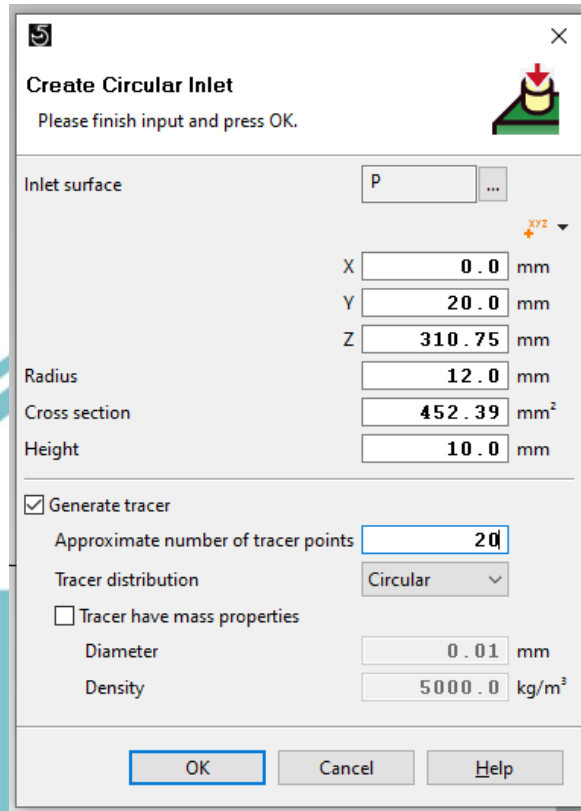 Create Circular Inlet
Please finish input and press OK.
Inlet surface P ...
xyz
X 0.0 mm
Y 20.0 mm
Z 310.75 mm
Radius 12.0 mm
Cross section 452.39 mm²
Height 10.0 mm
Generate tracer
Approximate number of tracer points 20
Tracer distribution Circular
Tracer have mass properties
Diameter 0.01 mm
Density 5000.0 kg/m³
OK Cancel Help